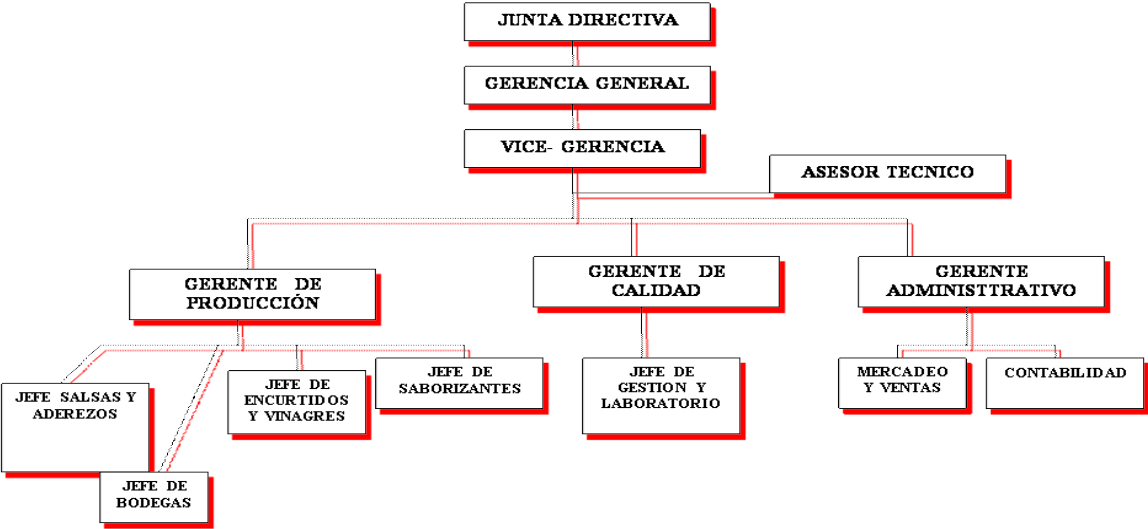 JUNTA DIRECTIVA
GERENCIA GENERAL
VICE- GERENCIA
ASESOR TECNICO
GERENTE DE
PRODUCCIÓN
GERENTE DE
CALIDAD
GERENTE
ADMINISTTRATIVO
JEFE SALSAS Y
ADEREZOS
JEFE DE
BODEGAS
JEFE DE
ENCURTIDOS
Y VINAGRES
JEFE DE
SABORIZANTES
JEFE DE
GESTION Y
LABORATORIO
MERCADEO
Y VENTAS
CONTABILIDAD